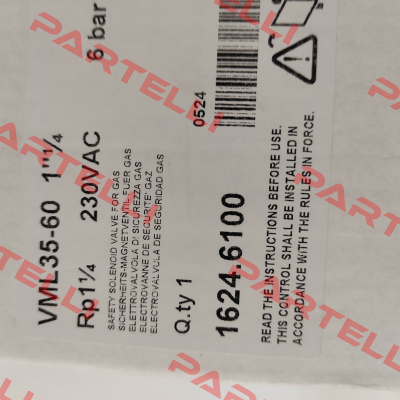 VML35-60 1"¼
Rp1¼ 230VAC 6 bar
SAFETY SOLENOID VALVE FOR GAS
SICHERHEITS-MAGNETVENTIL FUER GAS
ELETTROVALVOLA DI SICUREZZA GAS
ELECTROVANNE DE SECURITE' GAZ
ELECTROVALVULA DE SEGURIDAD GAS
Q.ty 1
0524
1624.6100
READ THE INSTRUCTIONS BEFORE USE.
THIS CONTROL SHALL BE INSTALLED IN
ACCORDANCE WITH THE RULES IN FORCE.
PARTELLI
PARTELLI
PARTELLI
PARTELLI